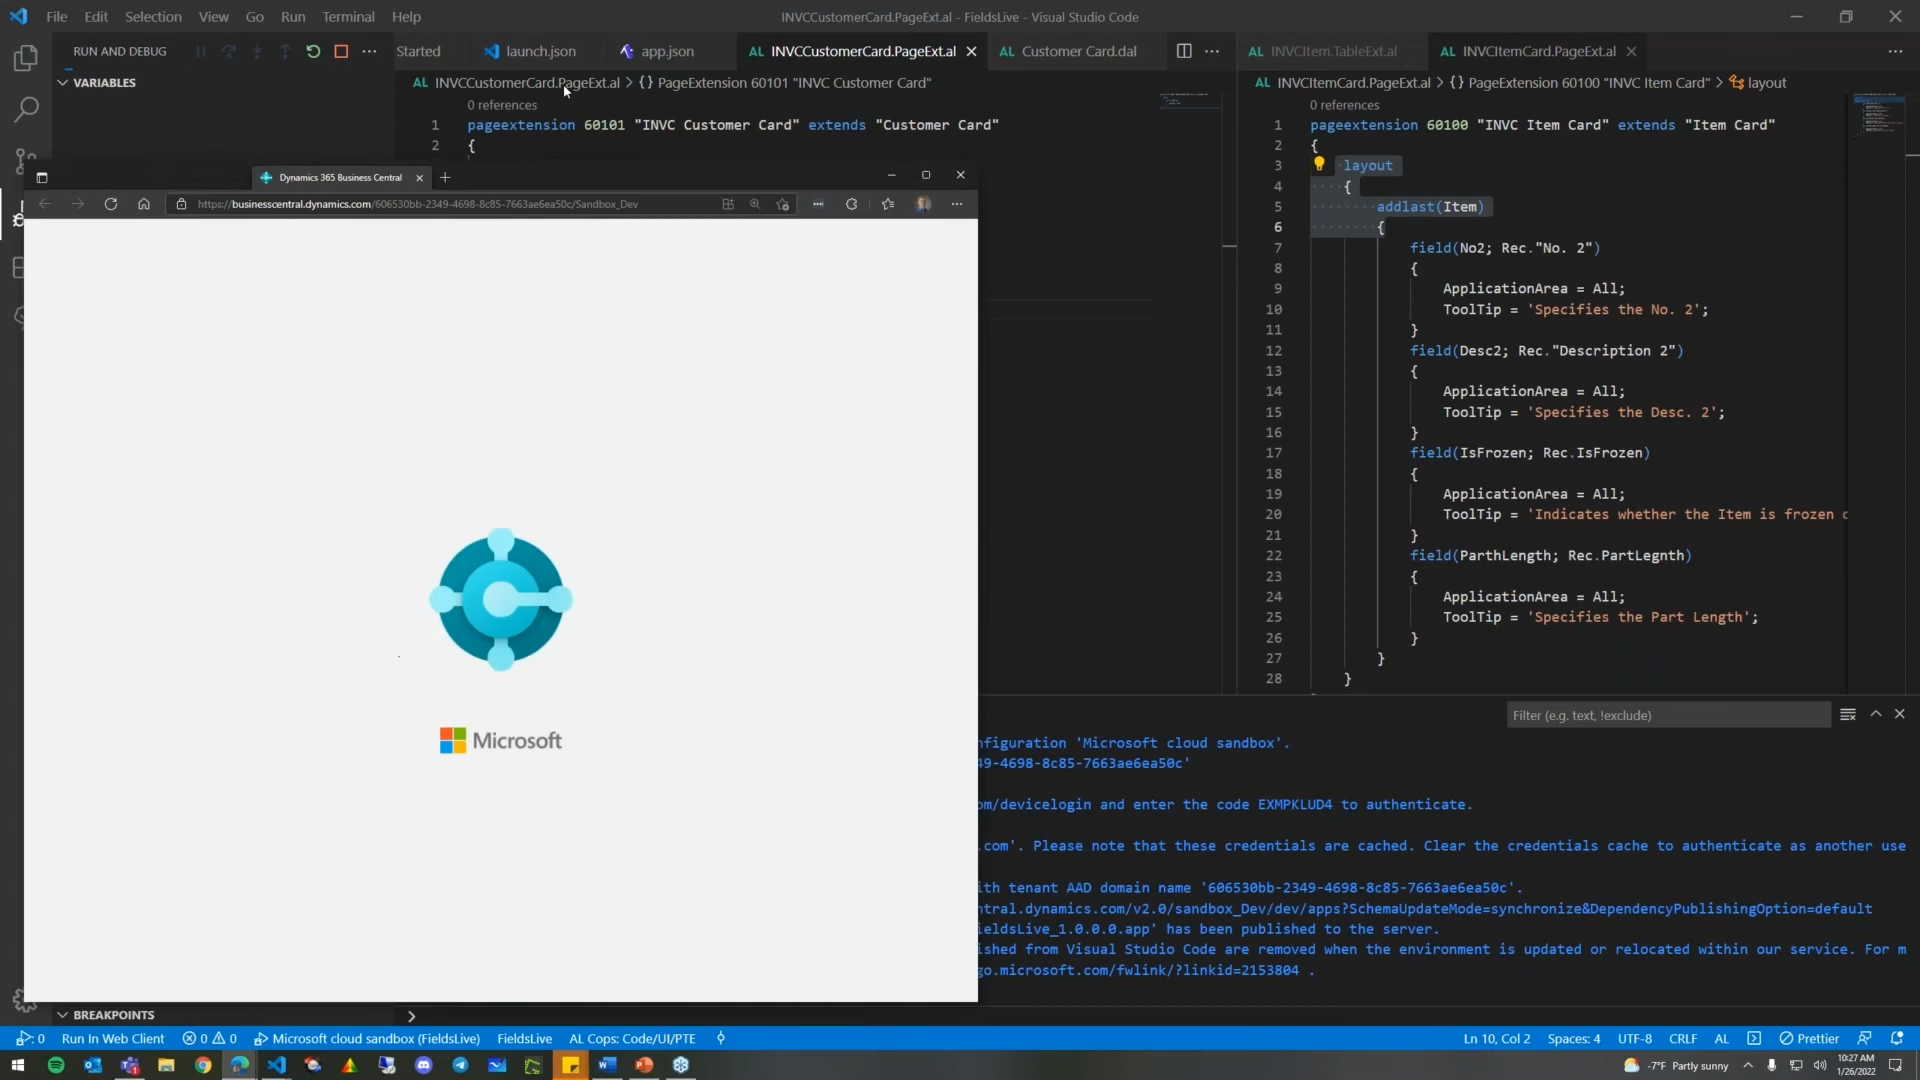 File Edit Selection View Go Run Terminal Help
INVCCustomerCard.PageExt.al - FieldsLive - Visual Studio Code
RUN AND DEBUG
Started
launch.json
app.json
AL INVCCustomerCard.PageExt.al
AL Customer Card.dal
AL INVCItem.TableExt.al
AL INVCItemCard.PageExt.al
VARIABLES
AL INVCCustomerCard.PageExt.al > {} PageExtension 60101 "INVC Customer Card"
0 references
1 pageextension 60101 "INVC Customer Card" extends "Customer Card"
2 {
AL INVCItemCard.PageExt.al > {} PageExtension 60100 "INVC Item Card" > layout
0 references
1 pageextension 60100 "INVC Item Card" extends "Item Card"
2 {
3 layout
4 {
5 addlast(Item)
6 {
7 field(No2; Rec."No. 2")
8 {
9 ApplicationArea = All;
10 ToolTip = 'Specifies the No. 2';
11 }
12 field(Desc2; Rec."Description 2")
13 {
14 ApplicationArea = All;
15 ToolTip = 'Specifies the Desc. 2';
16 }
17 field(IsFrozen; Rec.IsFrozen)
18 {
19 ApplicationArea = All;
20 ToolTip = 'Indicates whether the Item is frozen
21 }
22 field(ParthLength; Rec.PartLegnth)
23 {
24 ApplicationArea = All;
25 ToolTip = 'Specifies the Part Length';
26 }
27 }
28 }
Dynamics 365 Business Central
https://businesscentral.dynamics.com/606530bb-2349-4698-8c85-7663ae6ea50c/Sandbox_Dev
Microsoft
Filter (e.g. text, !exclude)
nfiguration 'Microsoft cloud sandbox'.
49-4698-8c85-7663ae6ea50c'
om/devicelogin and enter the code EXMPKLUD4 to authenticate.
.com'. Please note that these credentials are cached. Clear the credentials cache to authenticate as another use
ith tenant AAD domain name '606530bb-2349-4698-8c85-7663ae6ea50c'.
ntral.dynamics.com/v2.0/sandbox_Dev/dev/apps?SchemaUpdateMode=synchronize&DependencyPublishingOption=default
ieldsLive_1.0.0.0.app' has been published to the server.
ished from Visual Studio Code are removed when the environment is updated or relocated within our service. For m
go.microsoft.com/fwlink/?linkid=2153804 .
BREAKPOINTS
>
: 0 Run In Web Client 0 0 Microsoft cloud sandbox (FieldsLive) FieldsLive AL Cops: Code/UI/PTE
Ln 10, Col 2 Spaces: 4 UTF-8 CRLF AL Prettier
-7°F Partly sunny
10:27 AM
1/26/2022